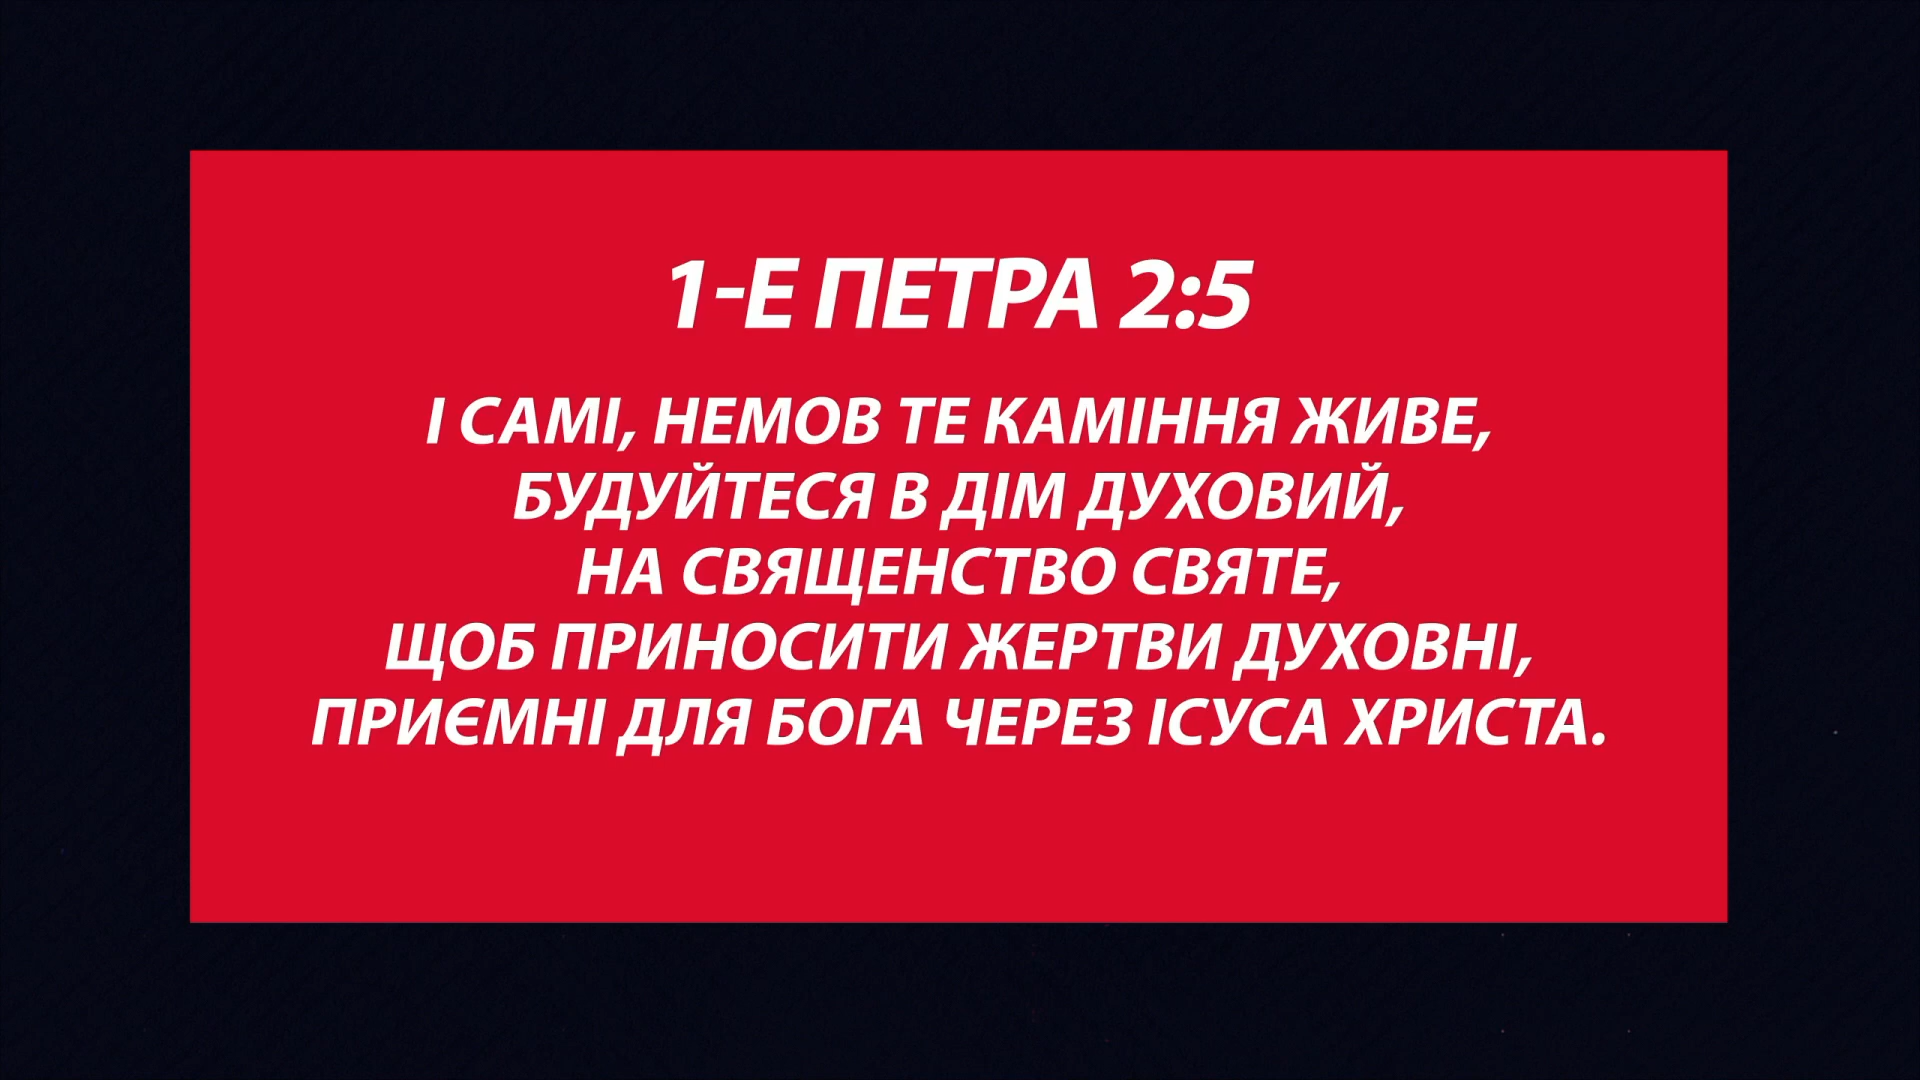 1-Е ПЕТРА 2:5
І САМІ, НЕМОВ ТЕ КАМІННЯ ЖИВЕ,
БУДУЙТЕСЯ В ДІМ ДУХОВИЙ,
НА СВЯЩЕНСТВО СВЯТЕ,
ЩОБ ПРИНОСИТИ ЖЕРТВИ ДУХОВНІ,
ПРИЄМНІ ДЛЯ БОГА ЧЕРЕЗ ІСУСА ХРИСТА.